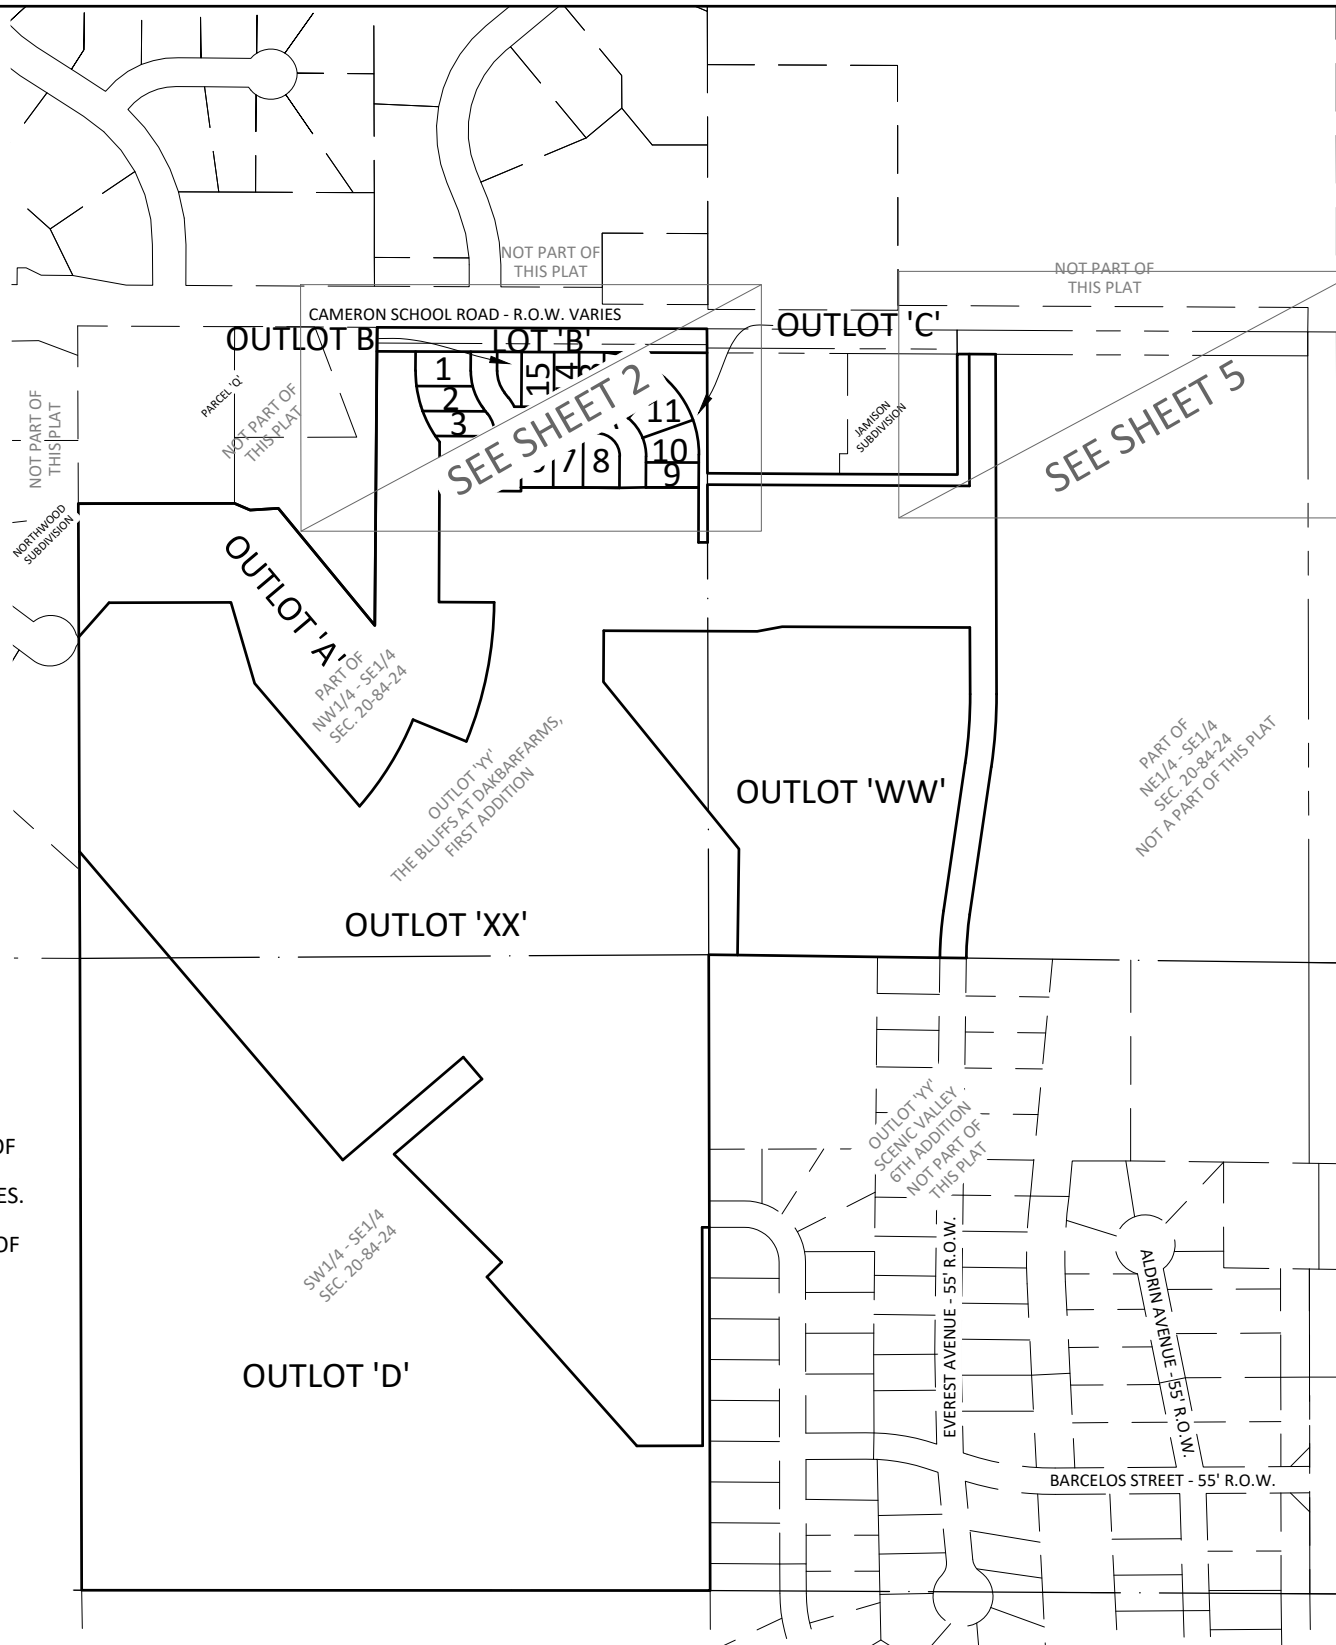 NOT PART OF
THIS PLAT
NOT PART OF
THIS PLAT
CAMERON SCHOOL ROAD - R.O.W. VARIES
OUTLOT B
LOT 'B'
OUTLOT 'C'
1
2
3
15
4
7
8
11
10
9
SEE SHEET 2
SEE SHEET 5
PARCEL 'Q'
NOT PART OF
THIS PLAT
NOT PART OF
THIS PLAT
JAMISON
SUBDIVISION
NORTHWOOD
SUBDIVISION
OUTLOT 'A'
PART OF
NW1/4 - SE1/4
SEC. 20-84-24
OUTLOT 'YY'
THE BLUFFS AT DAKBARFARMS,
FIRST ADDITION
OUTLOT 'WW'
PART OF
NE1/4 - SE1/4
SEC. 20-84-24
NOT A PART OF THIS PLAT
OUTLOT 'XX'
OUTLOT 'YY'
SCENIC VALLEY
6TH ADDITION
NOT PART OF
THIS PLAT
OF
ES.
OF
SW1/4 - SE1/4
SEC. 20-84-24
OUTLOT 'D'
EVEREST AVENUE - 55' R.O.W.
ALDRIN AVENUE - 55' R.O.W.
BARCELOS STREET - 55' R.O.W.